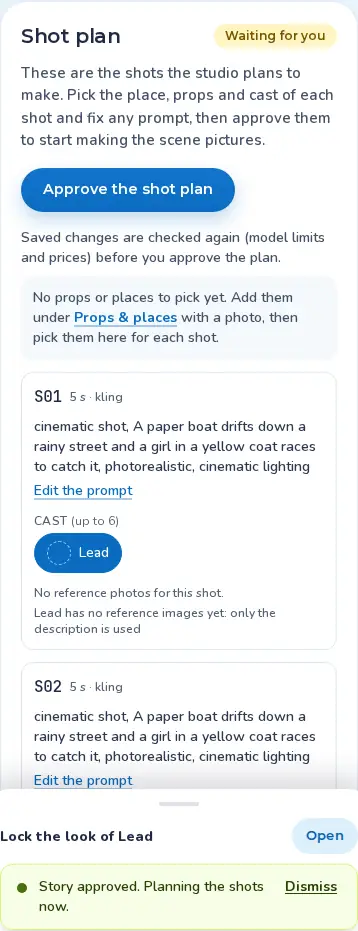 Shot plan
Waiting for you
These are the shots the studio plans to
make. Pick the place, props and cast of each
shot and fix any prompt, then approve them
to start making the scene pictures.
Approve the shot plan
Saved changes are checked again (model limits
and prices) before you approve the plan.
No props or places to pick yet. Add them
under Props & places with a photo, then
pick them here for each shot.
S01 5 s · kling
cinematic shot, A paper boat drifts down a
rainy street and a girl in a yellow coat races
to catch it, photorealistic, cinematic lighting
Edit the prompt
CAST (up to 6)
Lead
No reference photos for this shot.
Lead has no reference images yet: only the
description is used
S02 5 s · kling
cinematic shot, A paper boat drifts down a
rainy street and a girl in a yellow coat races
to catch it, photorealistic, cinematic lighting
Edit the prompt
Lock the look of Lead
Open
Story approved. Planning the shots
now.
Dismiss